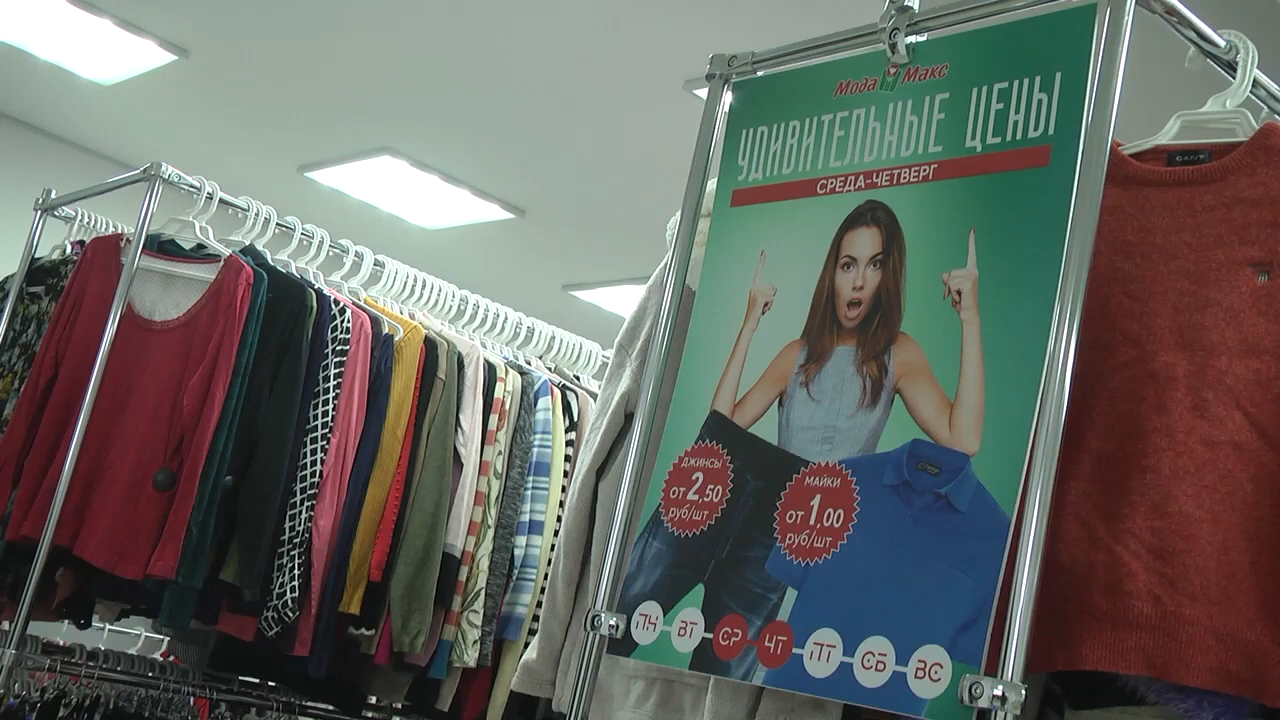 Мода Макс
УДИВИТЕЛЬНЫЕ ЦЕНЫ
СРЕДА-ЧЕТВЕРГ
ДЖИНСЫ
от 2,50
руб/шт
МАЙКИ
от 1,00
руб/шт
ПН ВТ СР ЧТ ПТ СБ ВС
GANT